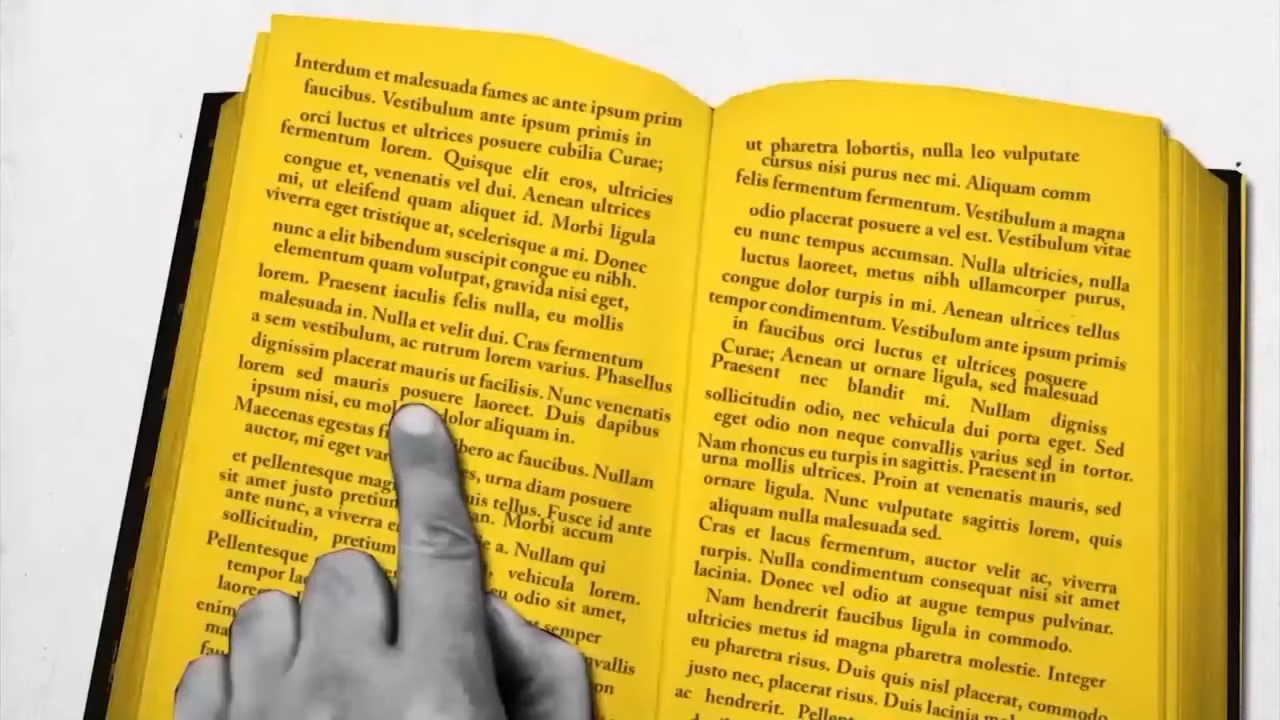 Interdum et malesuada fames ac ante ipsum prim
faucibus. Vestibulum ante ipsum primis in
orci luctus et ultrices posuere cubilia Curae;
fermentum lorem. Quisque elit eros, ultricies
congue et, venenatis vel dui. Aenean ultrices
mi, ut eleifend quam aliquet id. Morbi ligula
viverra eget tristique at, scelerisque a mi. Donec
nunc a elit bibendum suscipit congue eu nibh.
elementum quam volutpat, gravida nisi eget,
lorem. Praesent iaculis felis nulla, eu mollis
malesuada in. Nulla et velit dui. Cras fermentum
a sem vestibulum, ac rutrum lorem varius. Phasellus
dignissim placerat mauris ut facilisis. Nunc venenatis
lorem sed mauris posuere laoreet. Duis dapibus
ipsum nisi, eu dolor aliquam in.
Maecenas egestas ac faucibus. Nullam
auctor, mi eget urna diam posuere
et pellentesque tellus. Fusce id ante
sit amet justo Morbi accum
ante nunc, a viverra a. Nullam qui
sollicitudin, pretium vehicula lorem.
Pellentesque odio sit amet,
tempor semper
ut pharetra lobortis, nulla leo vulputate
cursus nisi purus nec mi. Aliquam comm
felis fermentum fermentum. Vestibulum a magna
odio placerat posuere a vel est. Vestibulum vitae
eu nunc tempus accumsan. Nulla ultricies, nulla
luctus laoreet, metus nibh ullamcorper purus,
congue dolor turpis in mi. Aenean ultrices tellus
tempor condimentum. Vestibulum ante ipsum primis
in faucibus orci luctus et ultrices posuere
Curae; Aenean ut ornare ligula, sed malesuad
Praesent nec blandit mi. Nullam digniss
sollicitudin odio, nec vehicula dui porta eget. Sed
eget odio non neque convallis varius sed in tortor.
Nam rhoncus eu turpis in sagittis. Praesent in
urna mollis ultrices. Proin at venenatis mauris, sed
ornare ligula. Nunc vulputate sagittis lorem, quis
aliquam nulla malesuada sed.
Cras et lacus fermentum, auctor velit ac, viverra
turpis. Nulla condimentum consequat nisi sit amet
lacinia. Donec vel odio at augue tempus pulvinar.
Nam hendrerit faucibus ligula in commodo.
ultricies metus id magna pharetra molestie. Integer
eu pharetra risus. Duis quis nisl placerat, commodo
justo nec, placerat risus. Duis lacinia
ac hendrerit.